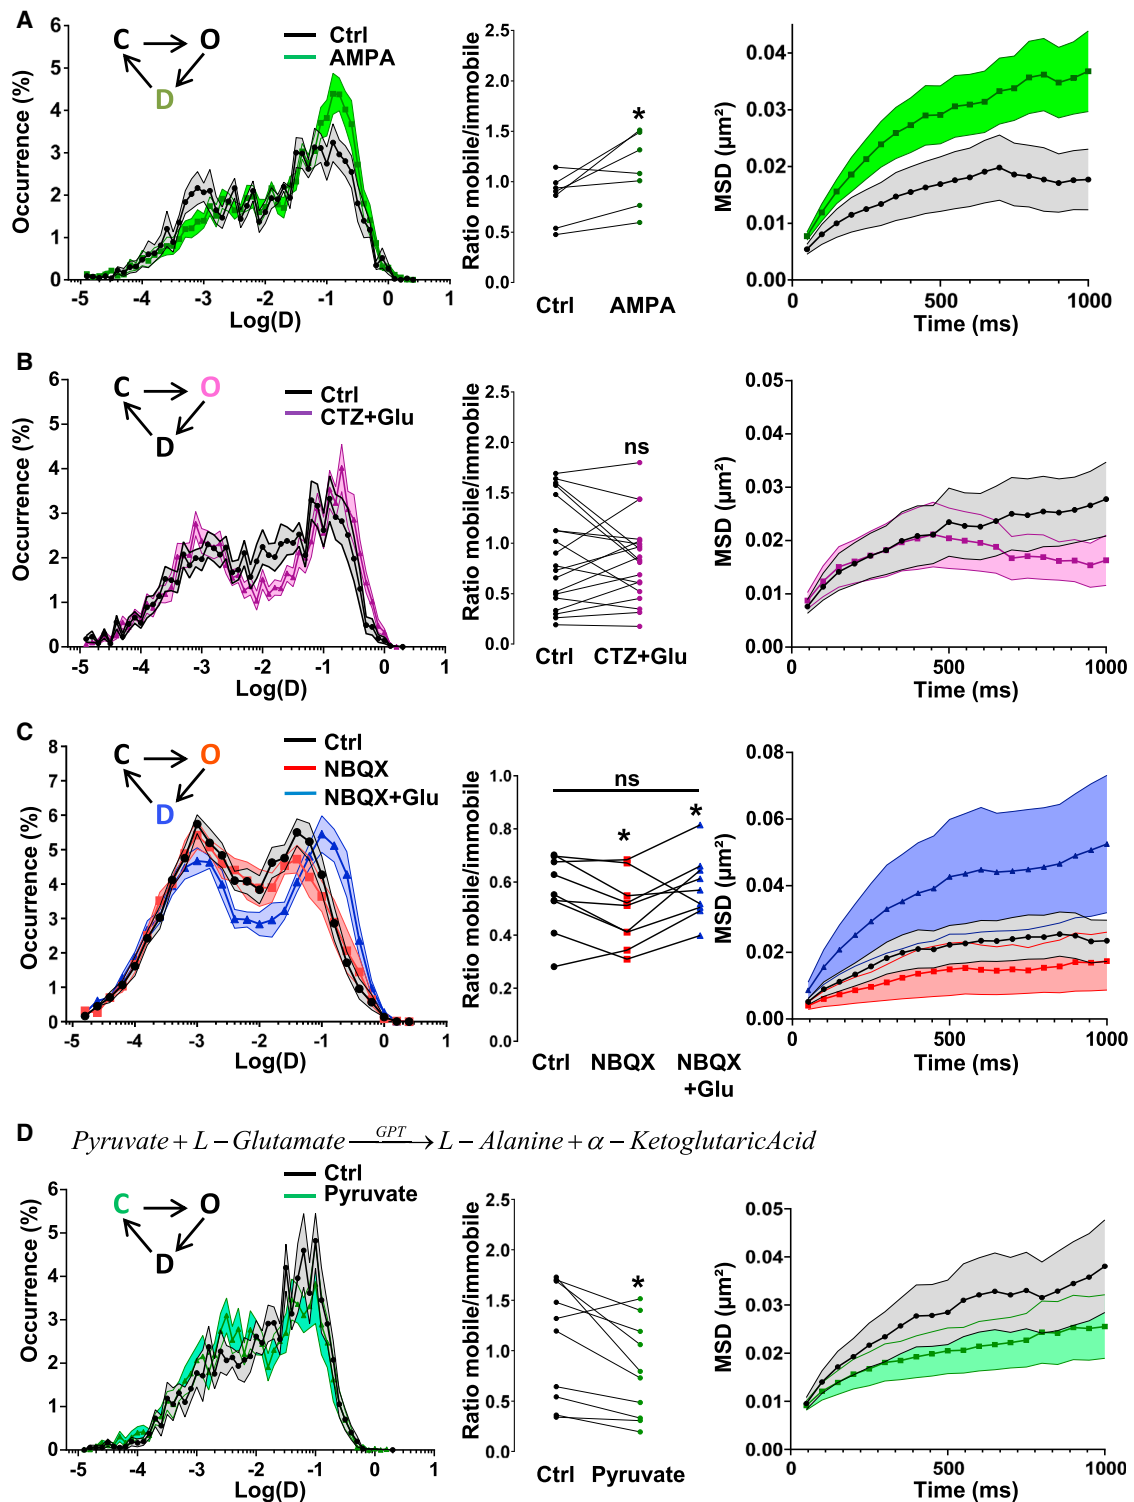 A
Occurrence (%)
6
5
4
3
2
1
0
-5 -4 -3 -2 -1 0 1
Log(D)
C O
D
Ctrl
AMPA
Ratio mobile/immobile
2.5
2.0
1.5
1.0
0.5
0.0
*
Ctrl AMPA
MSD (µm²)
0.04
0.03
0.02
0.01
0.00
0 500 1000
Time (ms)
B
Occurrence (%)
6
5
4
3
2
1
0
-5 -4 -3 -2 -1 0 1
Log(D)
C O
D
Ctrl
CTZ+Glu
Ratio mobile/immobile
2.5
2.0
1.5
1.0
0.5
0.0
ns
Ctrl CTZ+Glu
MSD (µm²)
0.05
0.04
0.03
0.02
0.01
0.00
0 500 1000
Time (ms)
C
Occurrence (%)
8
7
6
5
4
3
2
1
0
-5 -4 -3 -2 -1 0 1
Log(D)
C O
D
Ctrl
NBQX
NBQX+Glu
Ratio mobile/immobile
1.0
0.8
0.6
0.4
0.2
0.0
ns
* *
Ctrl NBQX NBQX
+Glu
MSD (µm²)
0.08
0.06
0.04
0.02
0.00
0 500 1000
Time (ms)
D
Pyruvate + L − Glutamate GPT→ L − Alanine + α − KetoglutaricAcid
Occurrence (%)
6
5
4
3
2
1
0
-5 -4 -3 -2 -1 0 1
Log(D)
C O
D
Ctrl
Pyruvate
Ratio mobile/immobile
2.5
2.0
1.5
1.0
0.5
0.0
*
Ctrl Pyruvate
MSD (µm²)
0.05
0.04
0.03
0.02
0.01
0.00
0 500 1000
Time (ms)